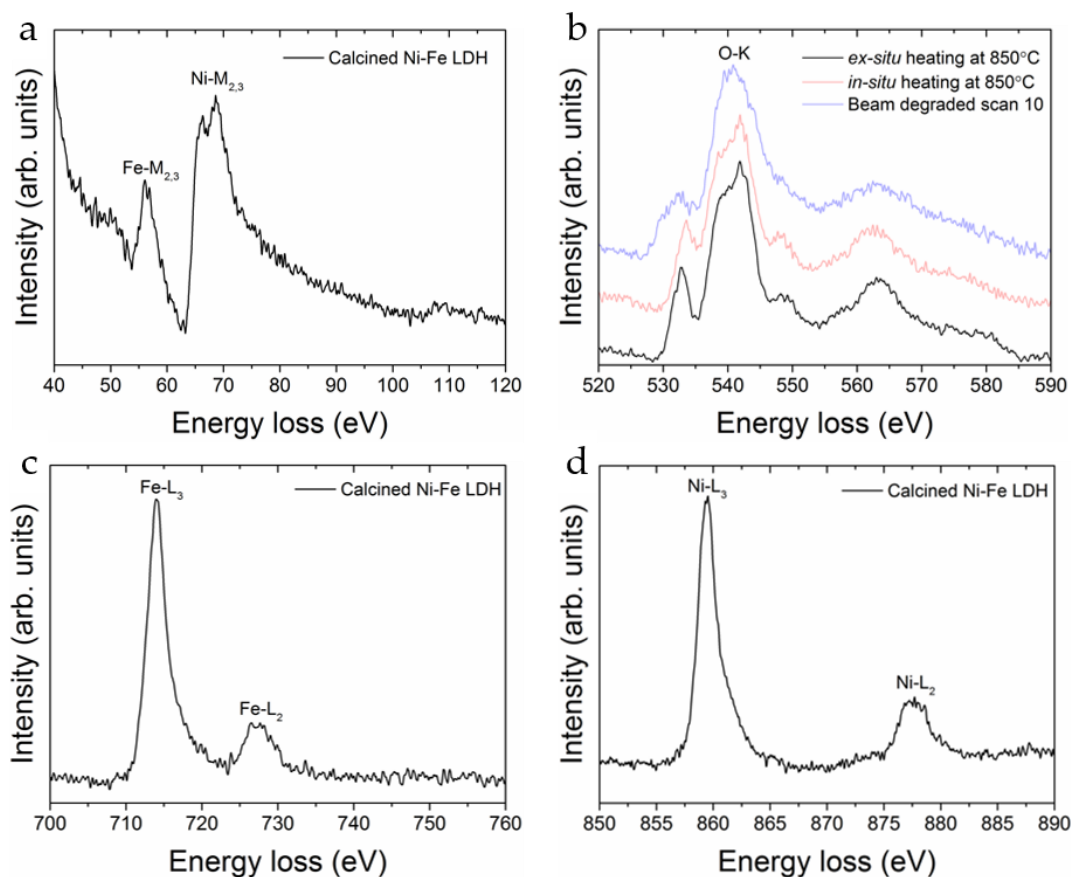 a
Calcined Ni-Fe LDH
Ni-M2,3
Fe-M2,3
Intensity (arb. units)
40 50 60 70 80 90 100 110 120
Energy loss (eV)
b
O-K
ex-situ heating at 850°C
in-situ heating at 850°C
Beam degraded scan 10
Intensity (arb. units)
520 530 540 550 560 570 580 590
Energy loss (eV)
c
Fe-L3
Calcined Ni-Fe LDH
Fe-L2
Intensity (arb. units)
700 710 720 730 740 750 760
Energy loss (eV)
d
Ni-L3
Calcined Ni-Fe LDH
Ni-L2
Intensity (arb. units)
850 855 860 865 870 875 880 885 890
Energy loss (eV)